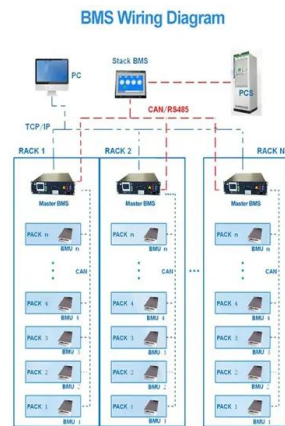 BMS Wiring Diagram
PC
Stack BMS
PCS
CAN/RS485
TCP/IP
RACK 1
RACK 2
RACK N
Master BMS
Master BMS
Master BMS
PACK n
BMU n
PACK n
BMU n
PACK n
BMU n
CAN
CAN
CAN
PACK 4
BMU 4
PACK 4
BMU 4
PACK 4
BMU 4
PACK 3
BMU 3
PACK 3
BMU 3
PACK 3
BMU 3
PACK 2
BMU 2
PACK 2
BMU 2
PACK 2
BMU 2
PACK 1
BMU 1
PACK 1
BMU 1
PACK 1
BMU 1